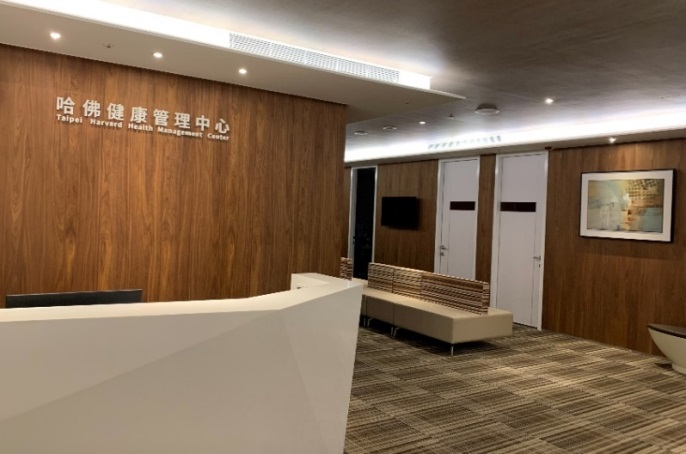 哈佛健康管理中心
Taipei Harvard Health Management Center